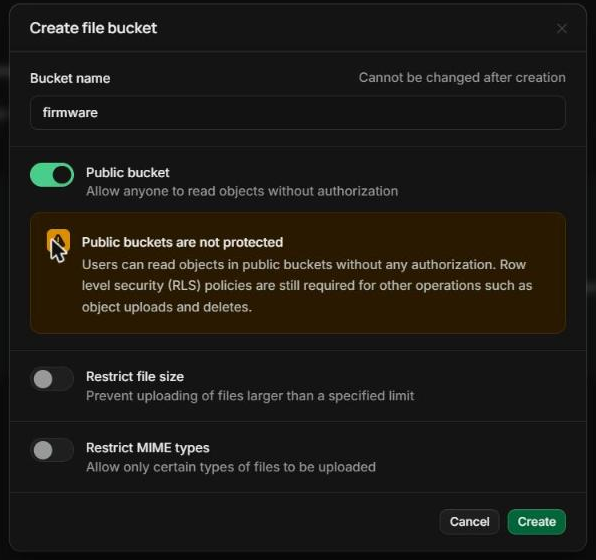 Create file bucket
Bucket name
Cannot be changed after creation
firmware
Public bucket
Allow anyone to read objects without authorization
Public buckets are not protected
Users can read objects in public buckets without any authorization. Row
level security (RLS) policies are still required for other operations such as
object uploads and deletes.
Restrict file size
Prevent uploading of files larger than a specified limit
Restrict MIME types
Allow only certain types of files to be uploaded
Cancel
Create